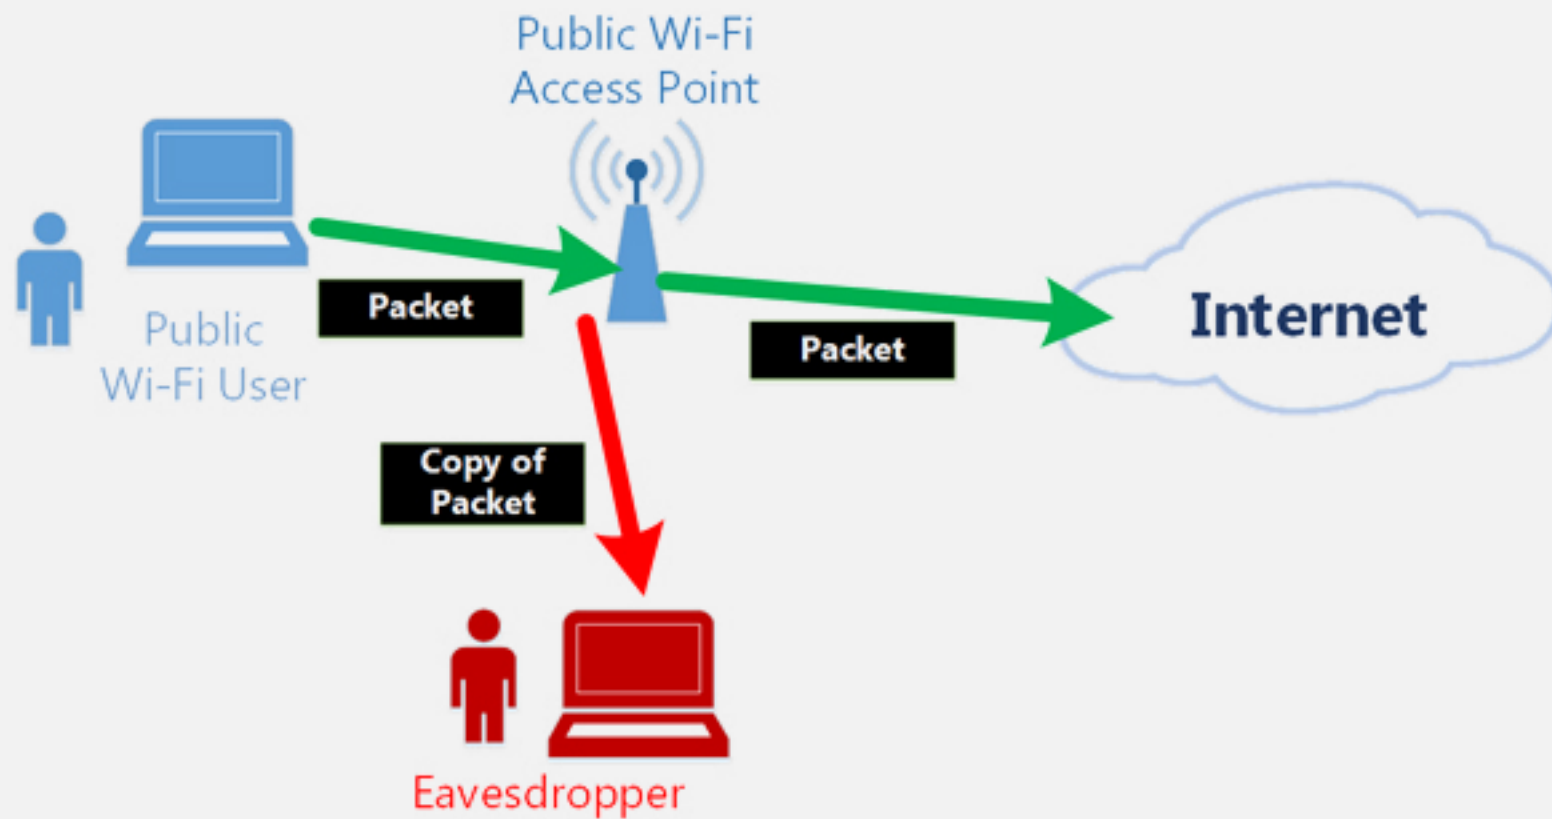 Public Wi-Fi
Access Point
Packet
Public
Wi-Fi User
Packet
Internet
Copy of
Packet
Eavesdropper